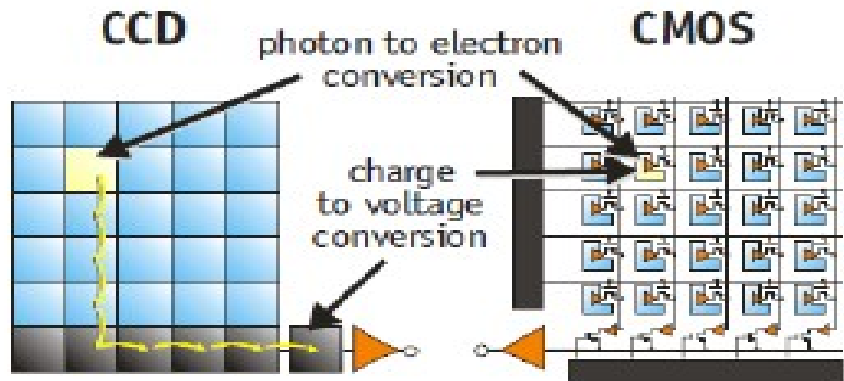 CCD
photon to electron
conversion
CMOS
charge
to voltage
conversion